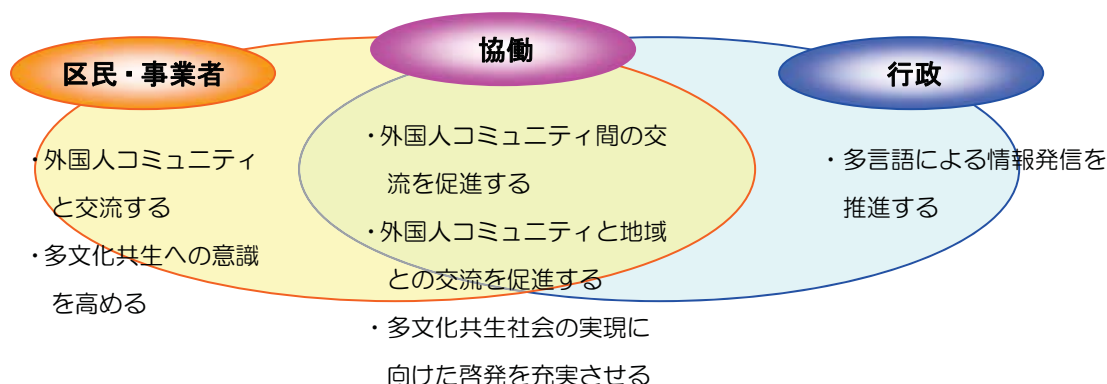 区民・事業者
・外国人コミュニティ
と交流する
・多文化共生への意識
を高める
協働
・外国人コミュニティ間の交
流を促進する
・外国人コミュニティと地域
との交流を促進する
・多文化共生社会の実現に
向けた啓発を充実させる
行政
・多言語による情報発信を
推進する